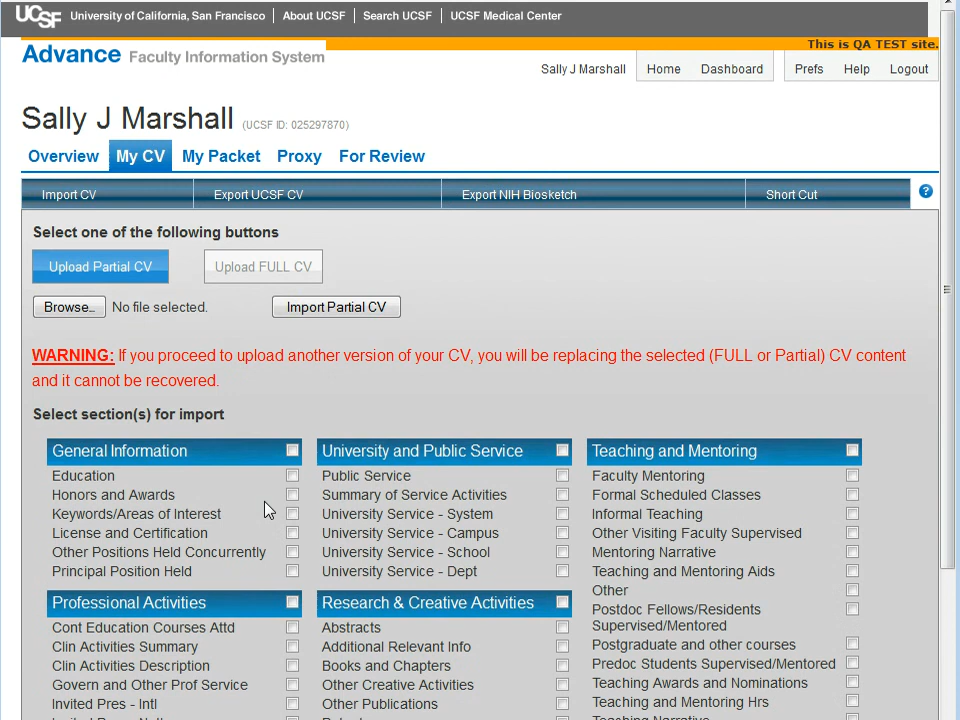 UCSF University of California, San Francisco About UCSF Search UCSF UCSF Medical Center
This is QA TEST site.
Advance Faculty Information System
Sally J Marshall Home Dashboard Prefs Help Logout
Sally J Marshall (UCSF ID: 025297870)
Overview My CV My Packet Proxy For Review
Import CV Export UCSF CV Export NIH Biosketch Short Cut ?
Select one of the following buttons
Upload Partial CV Upload FULL CV
Browse... No file selected. Import Partial CV
WARNING: If you proceed to upload another version of your CV, you will be replacing the selected (FULL or Partial) CV content
and it cannot be recovered.
Select section(s) for import
General Information
Education
Honors and Awards
Keywords/Areas of Interest
License and Certification
Other Positions Held Concurrently
Principal Position Held
Professional Activities
Cont Education Courses Attd
Clin Activities Summary
Clin Activities Description
Govern and Other Prof Service
Invited Pres - Intl
University and Public Service
Public Service
Summary of Service Activities
University Service - System
University Service - Campus
University Service - School
University Service - Dept
Research & Creative Activities
Abstracts
Additional Relevant Info
Books and Chapters
Other Creative Activities
Other Publications
Teaching and Mentoring
Faculty Mentoring
Formal Scheduled Classes
Informal Teaching
Other Visiting Faculty Supervised
Mentoring Narrative
Teaching and Mentoring Aids
Other
Postdoc Fellows/Residents
Supervised/Mentored
Postgraduate and other courses
Predoc Students Supervised/Mentored
Teaching Awards and Nominations
Teaching and Mentoring Hrs
Teaching Narrative